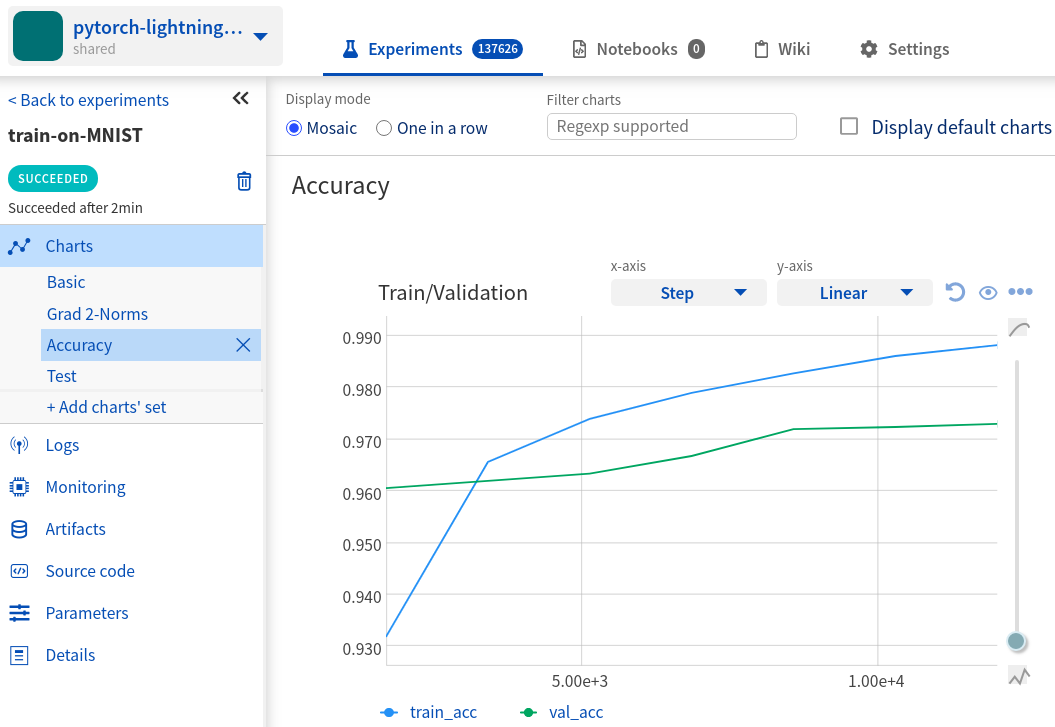 pytorch-lightning...
shared
Experiments 137626
Notebooks 0
Wiki
Settings
< Back to experiments
train-on-MNIST
SUCCEEDED
Succeeded after 2min
Charts
Basic
Grad 2-Norms
Accuracy
Test
+ Add charts' set
Logs
Monitoring
Artifacts
Source code
Parameters
Details
Display mode
Mosaic
One in a row
Filter charts
Regexp supported
Display default charts
Accuracy
Train/Validation
x-axis
Step
y-axis
Linear
0.990
0.980
0.970
0.960
0.950
0.940
0.930
5.00e+3
1.00e+4
train_acc
val_acc